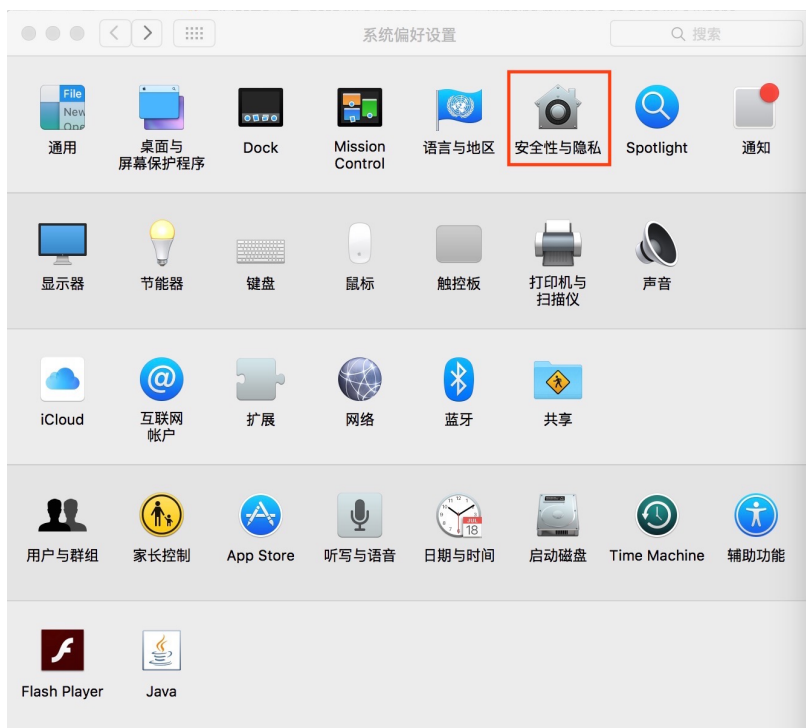 系统偏好设置
搜索
File
New
One
通用
桌面与
屏幕保护程序
Dock
Mission
Control
语言与地区
安全性与隐私
Spotlight
通知
显示器
节能器
键盘
鼠标
触控板
打印机与
扫描仪
声音
iCloud
互联网
帐户
扩展
网络
蓝牙
共享
用户与群组
家长控制
App Store
听写与语音
JUL
18
日期与时间
启动磁盘
Time Machine
辅助功能
Flash Player
Java